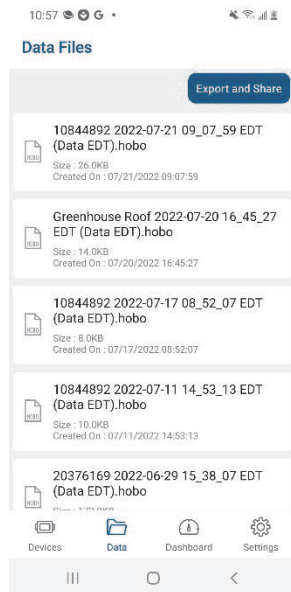 10:57 G
Data Files
Export and Share
10844892 2022-07-21 09_07_59 EDT
(Data EDT).hobo
HOBO
Size : 26.0KB
Created On : 07/21/2022 09:07:59
Greenhouse Roof 2022-07-20 16_45_27
EDT (Data EDT).hobo
HOBO
Size : 14.0KB
Created On : 07/20/2022 16:45:27
10844892 2022-07-17 08_52_07 EDT
(Data EDT).hobo
HOBO
Size : 8.0KB
Created On : 07/17/2022 08:52:07
10844892 2022-07-11 14_53_13 EDT
(Data EDT).hobo
HOBO
Size : 10.0KB
Created On : 07/11/2022 14:53:13
20376169 2022-06-29 15_38_07 EDT
(Data EDT).hobo
HOBO
Devices Data Dashboard Settings